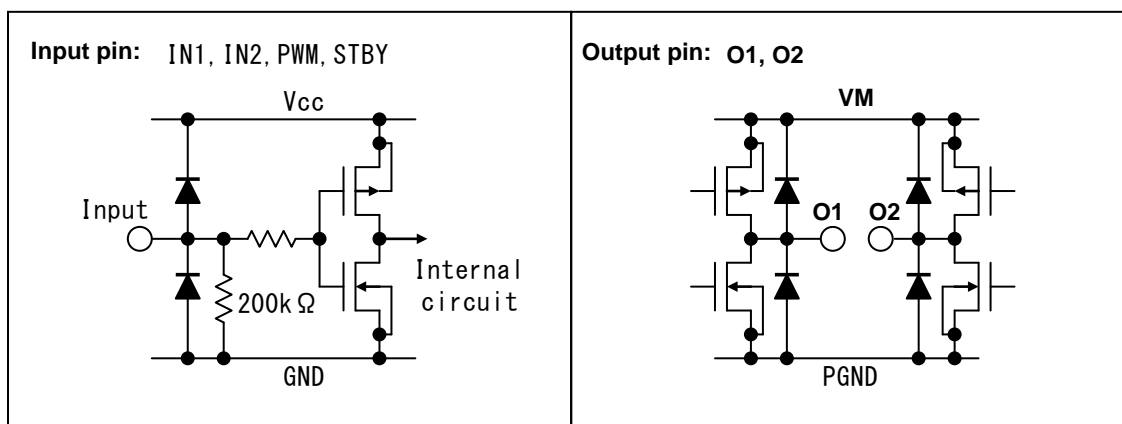 Input pin: IN1, IN2, PWM, STBY
Vcc
Input
200kΩ
Internal
circuit
GND
Output pin: O1, O2
VM
O1 O2
PGND